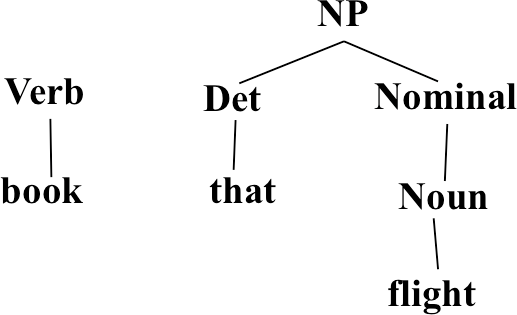 NP
Verb Det Nominal
book that Noun
flight